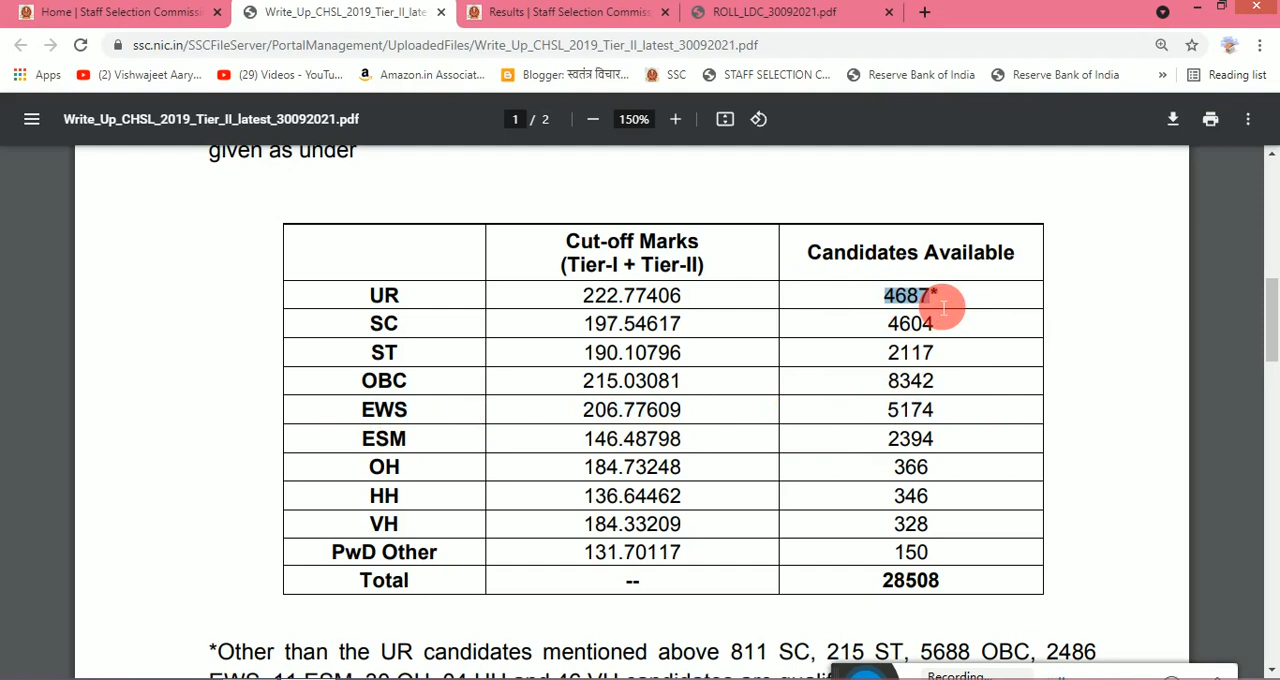 Home | Staff Selection Commissi
Write_Up_CHSL_2019_Tier_II_late
Results | Staff Selection Commiss
ROLL_LDC_30092021.pdf
ssc.nic.in/SSCFileServer/PortalManagement/UploadedFiles/Write_Up_CHSL_2019_Tier_II_latest_30092021.pdf
Apps (2) Vishwajeet Aary... (29) Videos - YouTu... Amazon.in Associat... Blogger: स्वतंत्र विचार... SSC STAFF SELECTION C... Reserve Bank of India Reserve Bank of India » Reading list
Write_Up_CHSL_2019_Tier_II_latest_30092021.pdf 1 / 2 150%
given as under
Cut-off Marks (Tier-I + Tier-II) Candidates Available
UR 222.77406 4687*
SC 197.54617 4604
ST 190.10796 2117
OBC 215.03081 8342
EWS 206.77609 5174
ESM 146.48798 2394
OH 184.73248 366
HH 136.64462 346
VH 184.33209 328
PwD Other 131.70117 150
Total -- 28508
*Other than the UR candidates mentioned above 811 SC, 215 ST, 5688 OBC, 2486
Recording...